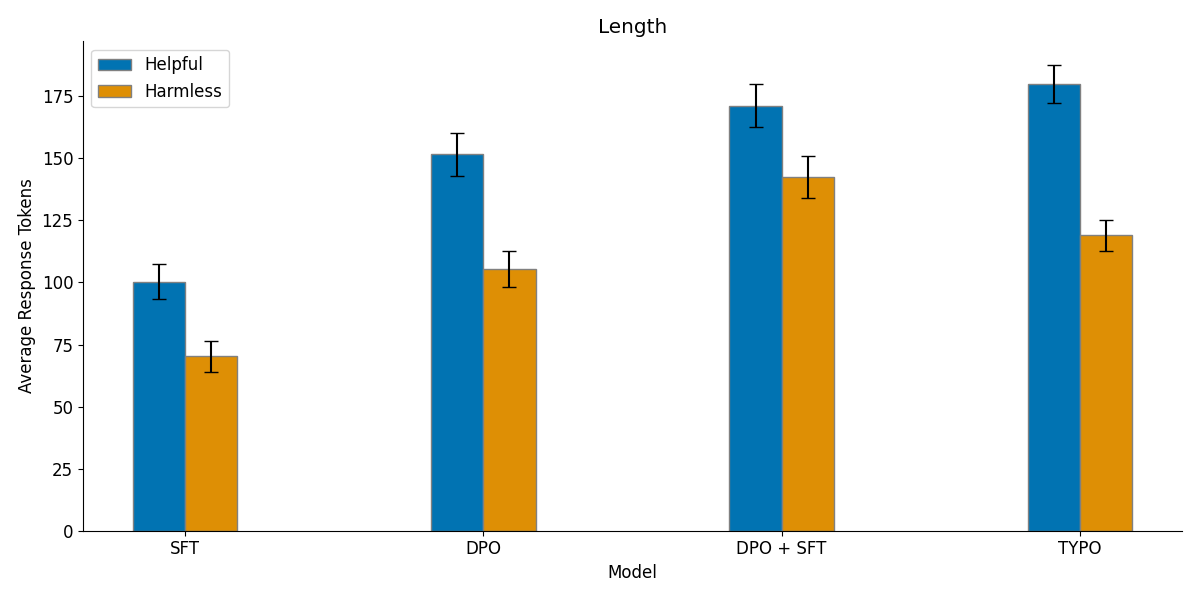 Length
Helpful
Harmless
Average Response Tokens
175
150
125
100
75
50
25
0
SFT
DPO
DPO + SFT
TYPO
Model